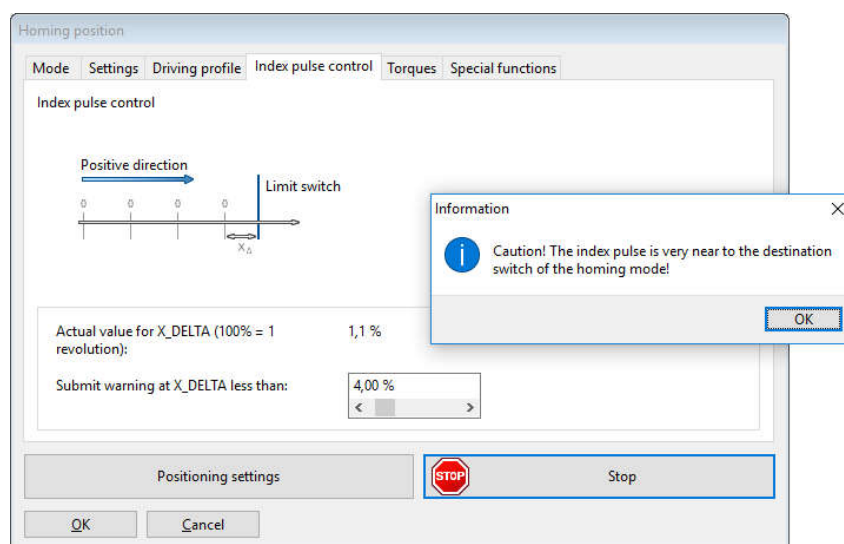 Homing position
Mode Settings Driving profile Index pulse control Torques Special functions
Index pulse control
Positive direction
Limit switch
0 0 0 0
X Δ
Information
Caution! The index pulse is very near to the destination
switch of the homing mode!
OK
Actual value for X_DELTA (100% = 1
revolution):
1,1 %
Submit warning at X_DELTA less than:
4,00 %
Positioning settings
STOP
Stop
OK
Cancel